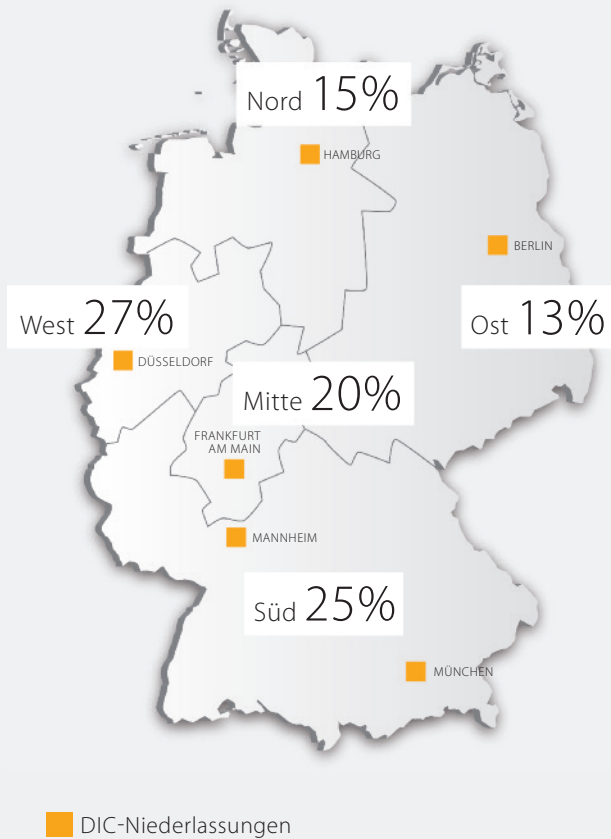 Nord 15%
HAMBURG
BERLIN
West 27%
Ost 13%
DÜSSELDORF
Mitte 20%
FRANKFURT
AM MAIN
MANNHEIM
Süd 25%
MÜNCHEN
DIC-Niederlassungen